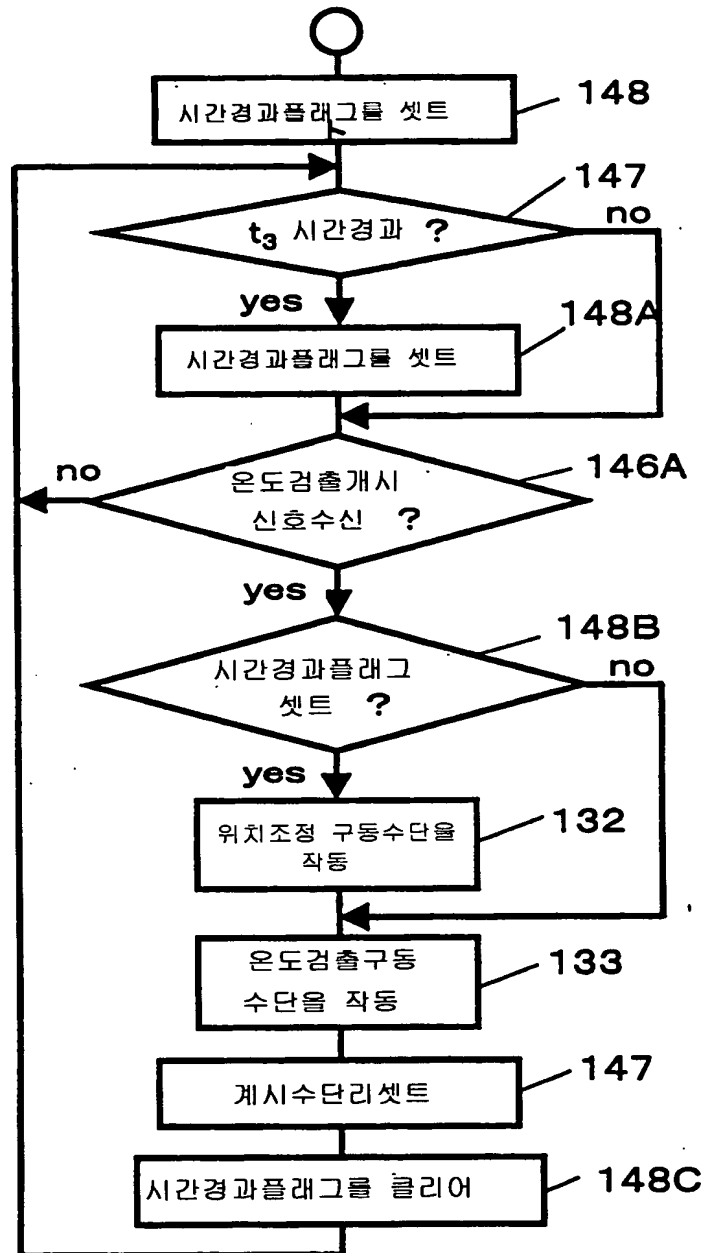 시간경과플래그를 셋트
148
147
t₃ 시간경과 ?
no
yes
148A
시간경과플래그를 셋트
no
온도검출개시
신호수신 ?
146A
yes
148B
시간경과플래그
셋트 ?
no
yes
위치조정 구동수단을
작동
132
온도검출구동
수단을 작동
133
계시수단리셋트
147
시간경과플래그를 클리어
148C